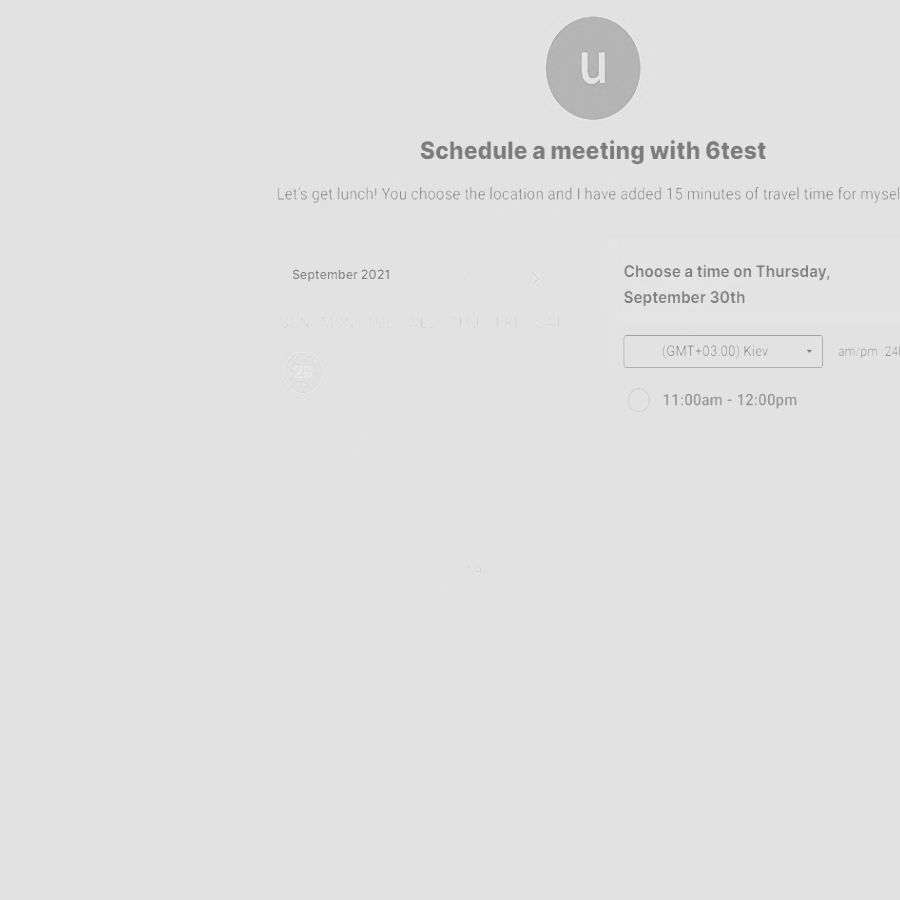 u
Schedule a meeting with 6test
Let's get lunch! You choose the location and I have added 15 minutes of travel time for mysel
September 2021
SUN MON TUE WED THU FRI SAT
Choose a time on Thursday,
September 30th
(GMT+03:00) Kiev
am/pm 24
11:00am - 12:00pm